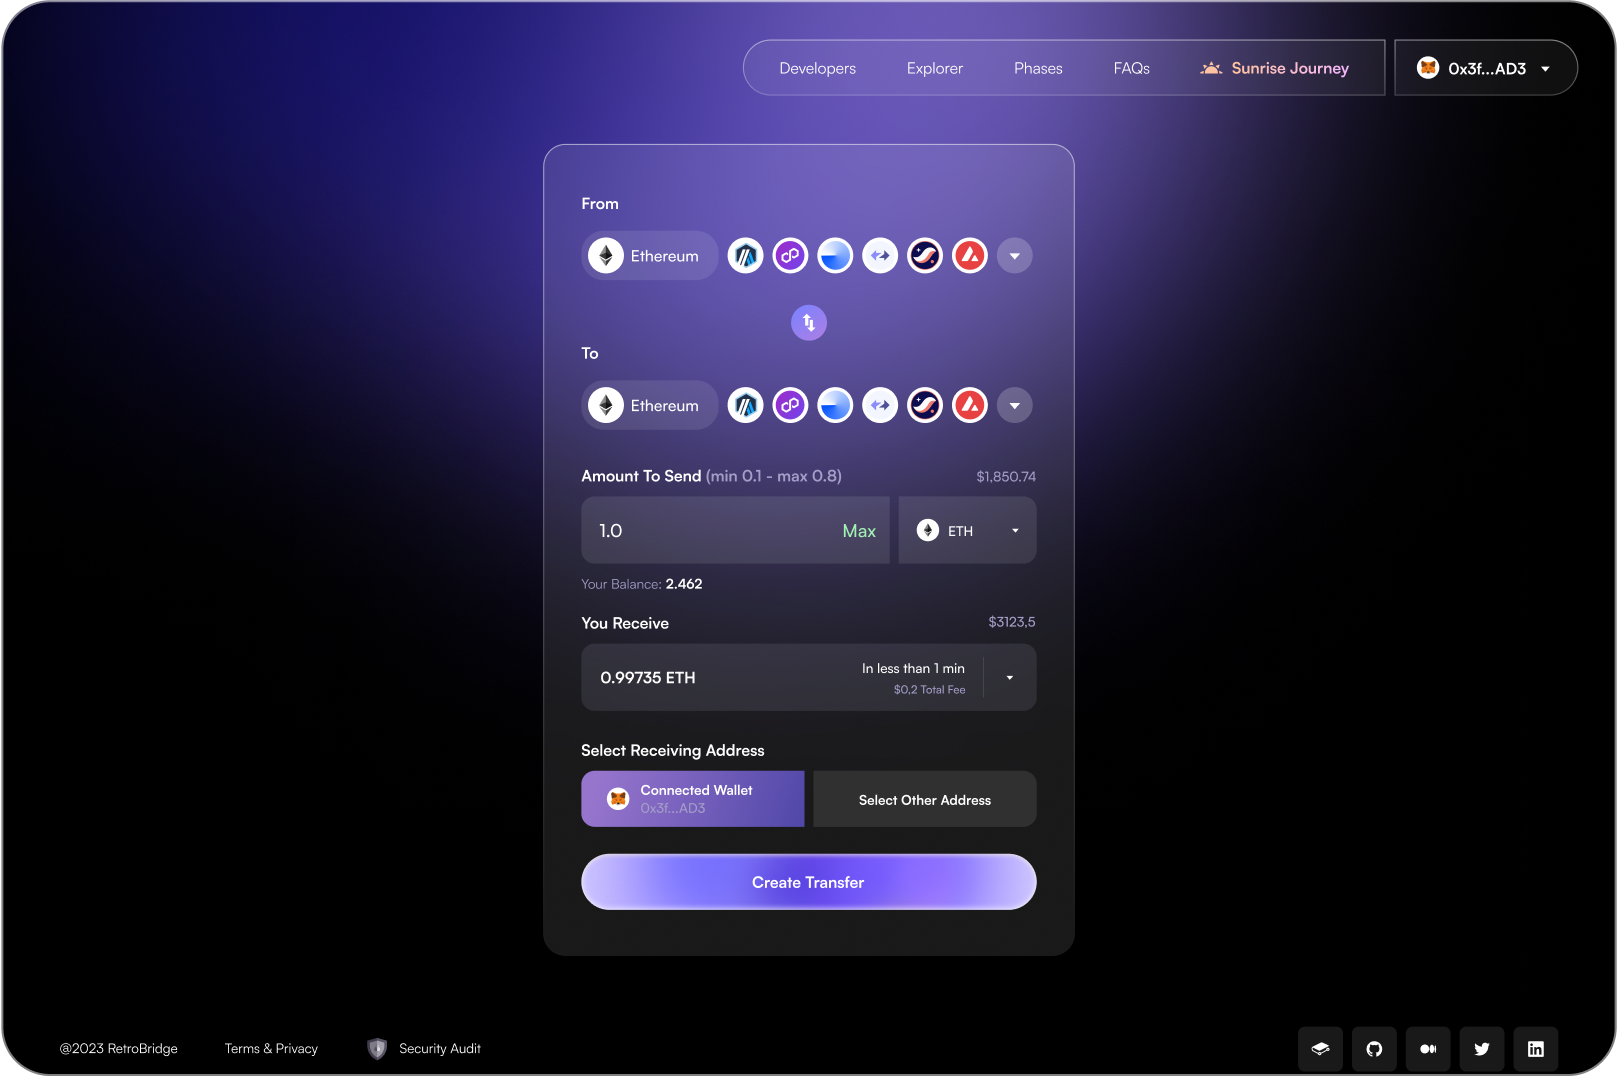 Developers
Explorer
Phases
FAQs
Sunrise Journey
0x3f...AD3
From
Ethereum
To
Ethereum
Amount To Send (min 0.1 - max 0.8)
$1,850.74
1.0
Max
ETH
Your Balance: 2.462
You Receive
$3123,5
0.99735 ETH
In less than 1 min
$0,2 Total Fee
Select Receiving Address
Connected Wallet
0x3f...AD3
Select Other Address
Create Transfer
@2023 RetroBridge
Terms & Privacy
Security Audit